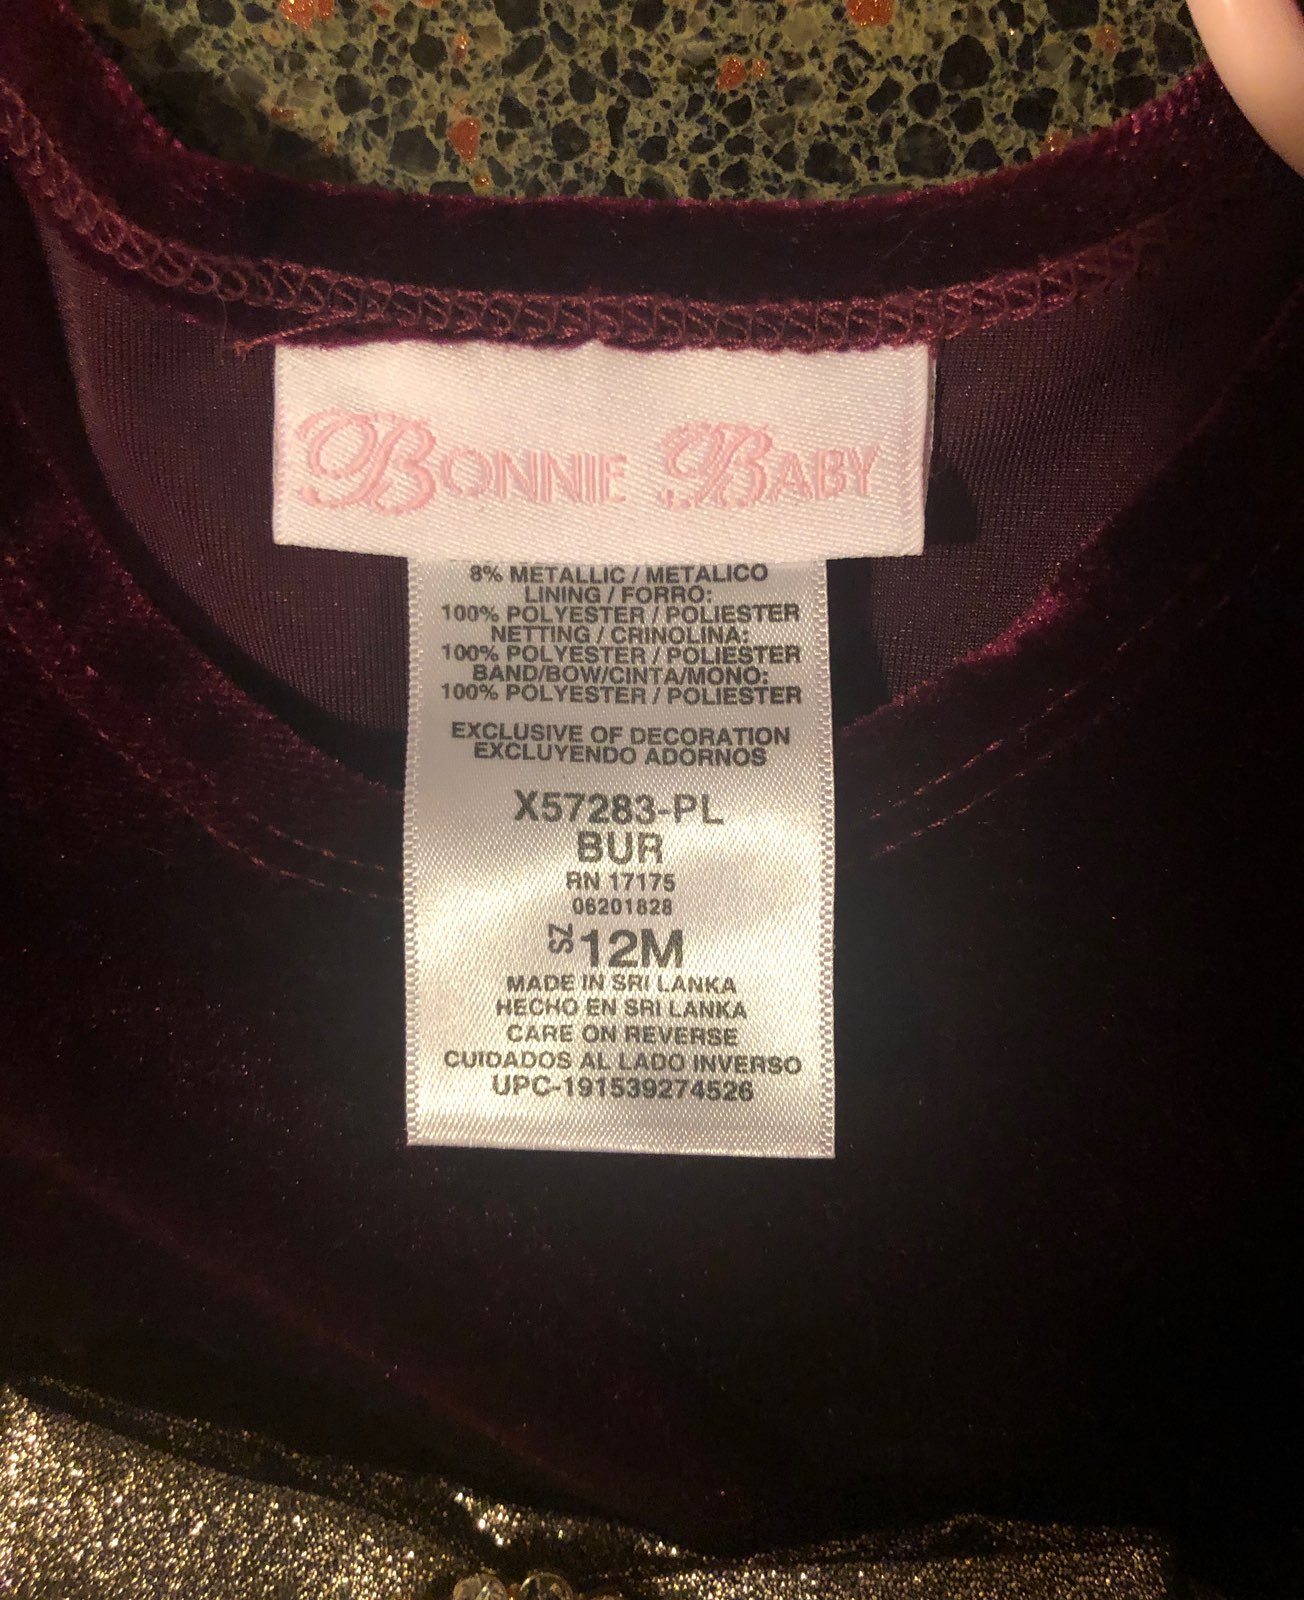 BONNIE BABY
8% METALLIC / METALICO
LINING / FORRO:
100% POLYESTER / POLIESTER
NETTING / CRINOLINA:
100% POLYESTER / POLIESTER
BAND/BOW/CINTA/MONO:
100% POLYESTER / POLIESTER
EXCLUSIVE OF DECORATION
EXCLUYENDO ADORNOS
X57283-PL
BUR
RN 17175
06201828
SZ 12M
MADE IN SRI LANKA
HECHO EN SRI LANKA
CARE ON REVERSE
CUIDADOS AL LADO INVERSO
UPC-191539274526